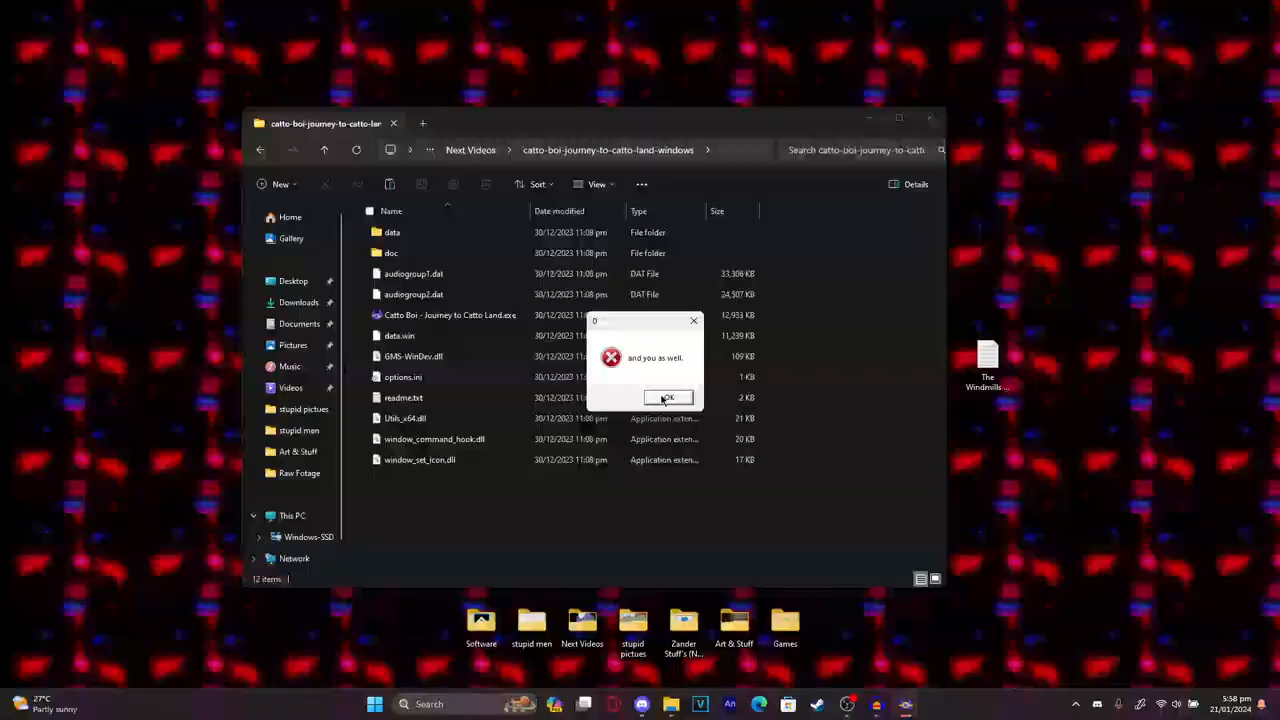 catto-boi-journey-to-catto-lan
Next Videos
catto-boi-journey-to-catto-land-windows
Search catto-boi-journey-to-catto
New
Sort
View
Details
Name
Date modified
Type
Size
Home
Gallery
Desktop
Downloads
Documents
Pictures
Music
Videos
stupid pictues
stupid men
Art & Stuff
Raw Fotage
This PC
Windows-SSD
Network
data 30/12/2023 11:08 pm File folder
doc 30/12/2023 11:08 pm File folder
audiogroup1.dat 30/12/2023 11:08 pm DAT File 33,306 KB
audiogroup2.dat 30/12/2023 11:08 pm DAT File 24,507 KB
Catto Boi - Journey to Catto Land.exe 30/12/2023 11:08 pm 12,933 KB
data.win 30/12/2023 11:08 pm 11,239 KB
GMS-WinDev.dll 30/12/2023 11:08 pm 109 KB
options.ini 30/12/2023 11:08 pm 1 KB
readme.txt 30/12/2023 11:08 pm 2 KB
Utils_x64.dll 30/12/2023 11:08 pm Application exten... 21 KB
window_command_hook.dll 30/12/2023 11:08 pm Application exten... 20 KB
window_set_icon.dll 30/12/2023 11:08 pm Application exten... 17 KB
0
and you as well.
OK
12 items
The
Windmills ...
Software
stupid men
Next Videos
stupid
pictues
Zander
Stuff's (N...
Art & Stuff
Games
27°C
Partly sunny
Search
5:58 pm
21/01/2024